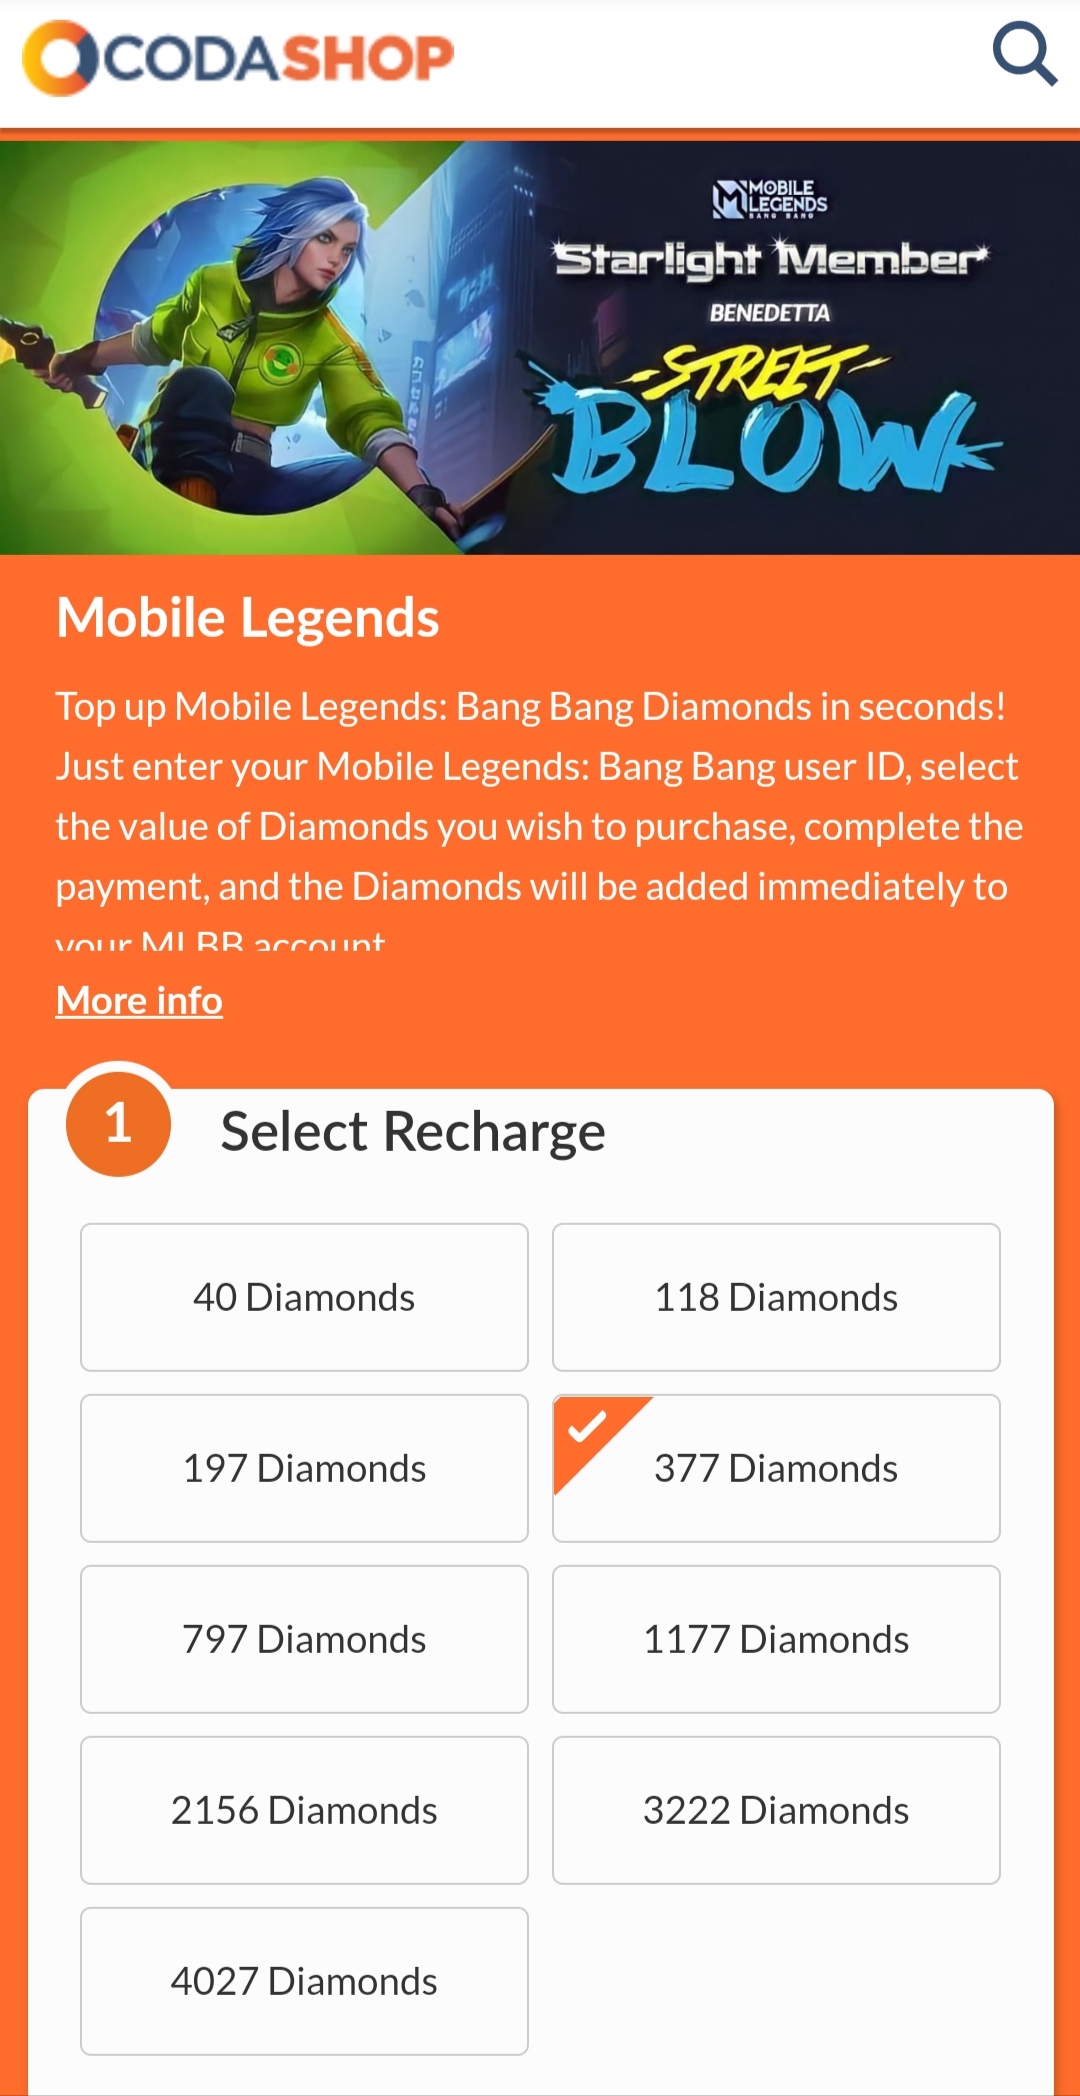 CODASHOP
MOBILE
LEGENDS
BANG BANG
Starlight Member
BENEDETTA
STREET
BLOW
Mobile Legends
Top up Mobile Legends: Bang Bang Diamonds in seconds!
Just enter your Mobile Legends: Bang Bang user ID, select
the value of Diamonds you wish to purchase, complete the
payment, and the Diamonds will be added immediately to
your MLBB account
More info
1 Select Recharge
40 Diamonds
118 Diamonds
197 Diamonds
377 Diamonds
797 Diamonds
1177 Diamonds
2156 Diamonds
3222 Diamonds
4027 Diamonds